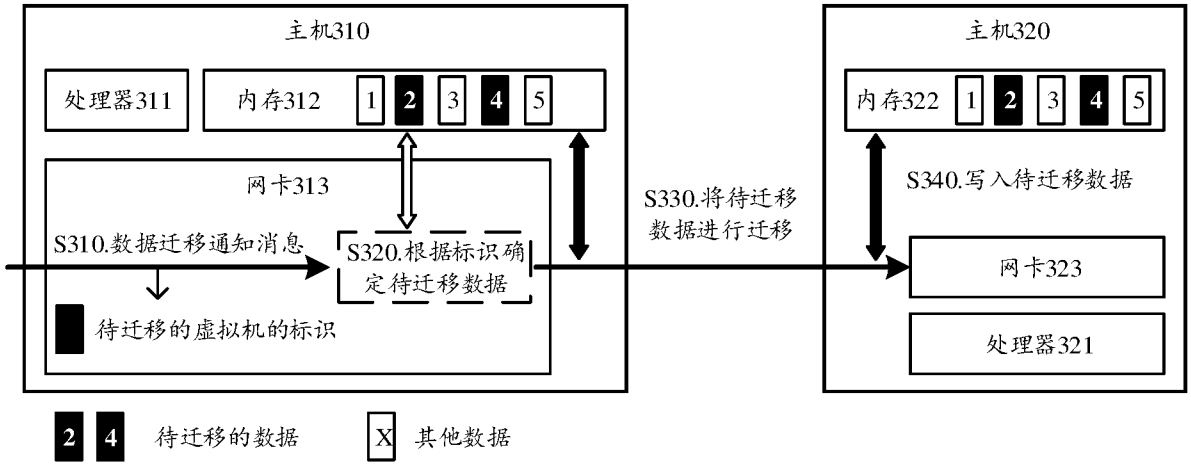 主机310
处理器311
内存312
1 2 3 4 5
网卡313
S310.数据迁移通知消息
S320.根据标识确
定待迁移数据
待迁移的虚拟机的标识
S330.将待迁移
数据进行迁移
主机320
内存322
1 2 3 4 5
S340.写入待迁移数据
网卡323
处理器321
2 4 待迁移的数据
X 其他数据